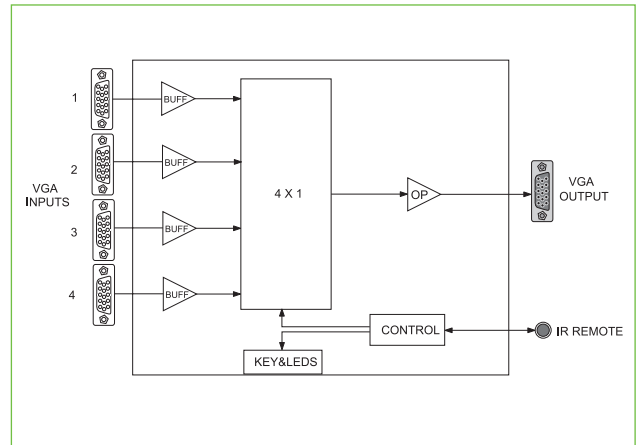 1
BUFF
2
BUFF
VGA
INPUTS
4 X 1
OP
VGA
OUTPUT
3
BUFF
4
BUFF
CONTROL
IR REMOTE
KEY&LEDS